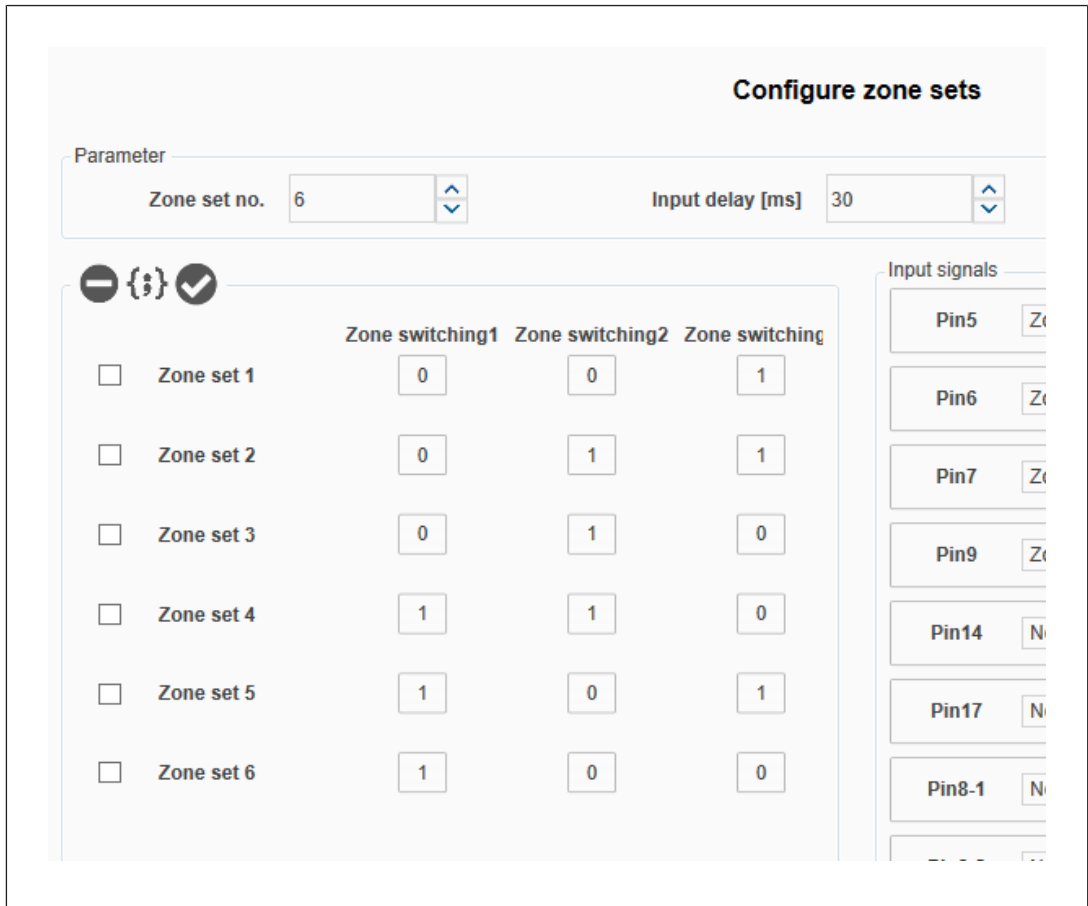 Configure zone sets
Parameter
Zone set no. 6 Input delay [ms] 30
{;}
Zone switching1 Zone switching2 Zone switching
Zone set 1 0 0 1
Zone set 2 0 1 1
Zone set 3 0 1 0
Zone set 4 1 1 0
Zone set 5 1 0 1
Zone set 6 1 0 0
Input signals
Pin5
Pin6
Pin7
Pin9
Pin14
Pin17
Pin8-1